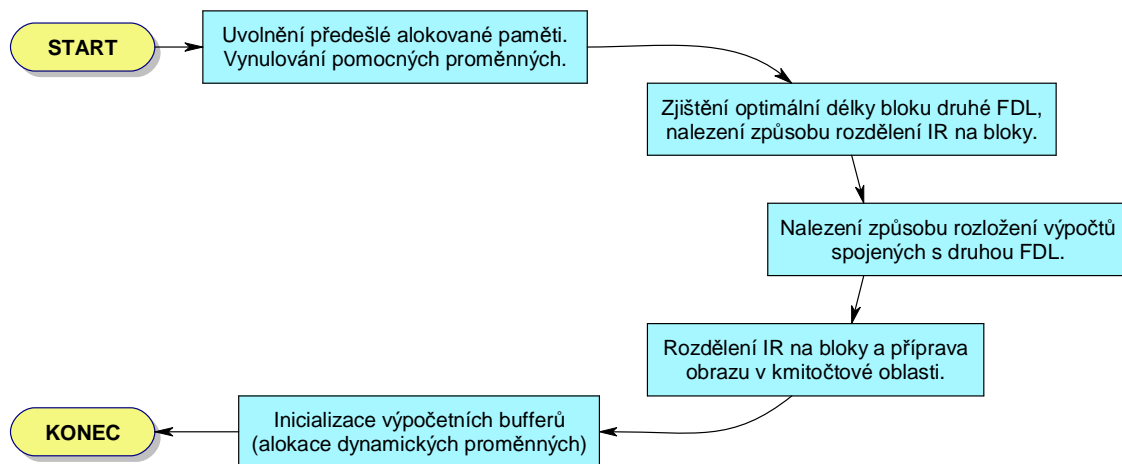 START
Uvolnění předešlé alokované paměti.
Vynulování pomocných proměnných.
Zjištění optimální délky bloku druhé FDL,
nalezení způsobu rozdělení IR na bloky.
Nalezení způsobu rozložení výpočtů
spojených s druhou FDL.
Rozdělení IR na bloky a příprava
obrazu v kmitočtové oblasti.
Inicializace výpočetních bufferů
(alokace dynamických proměnných)
KONEC